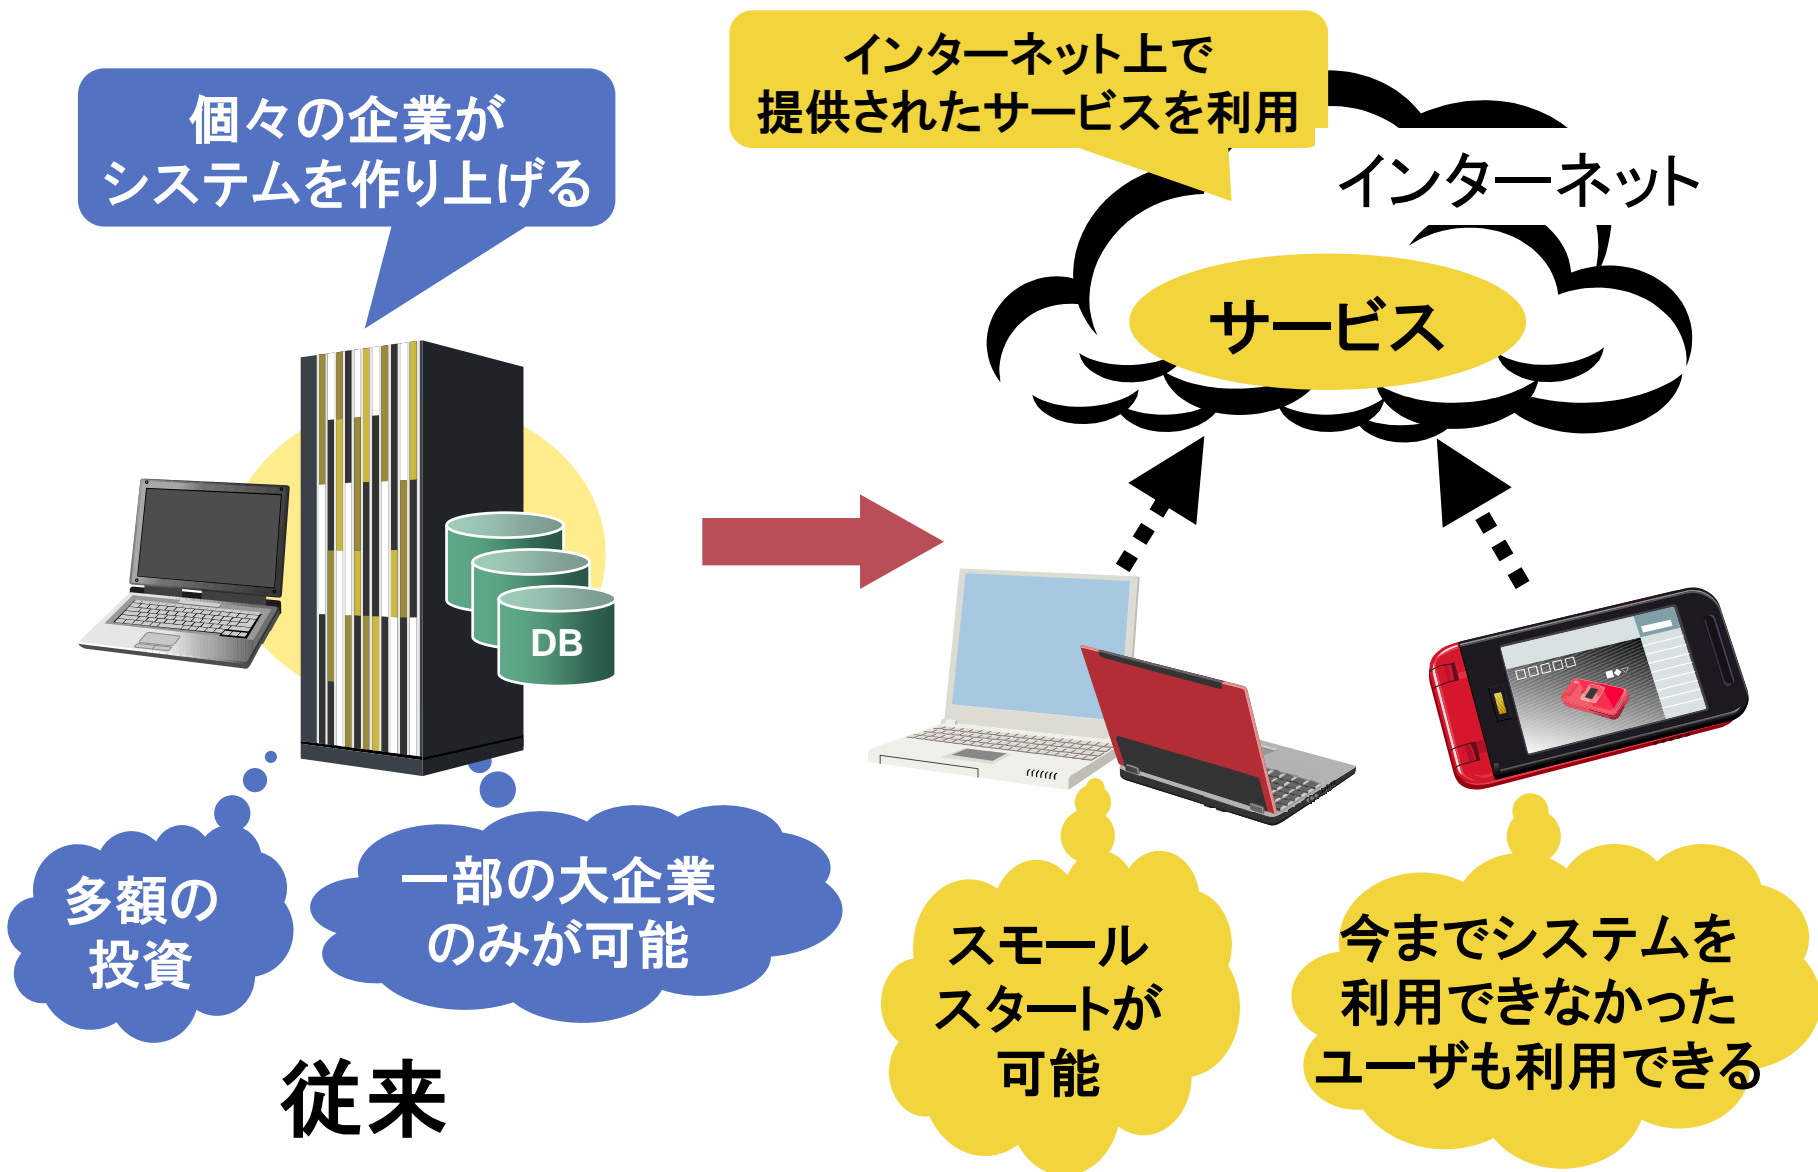 個々の企業が
システムを作り上げる
DB
多額の
投資
一部の大企業
のみが可能
従来
インターネット上で
提供されたサービスを利用
インターネット
サービス
スモール
スタートが
可能
今までシステムを
利用できなかった
ユーザも利用できる